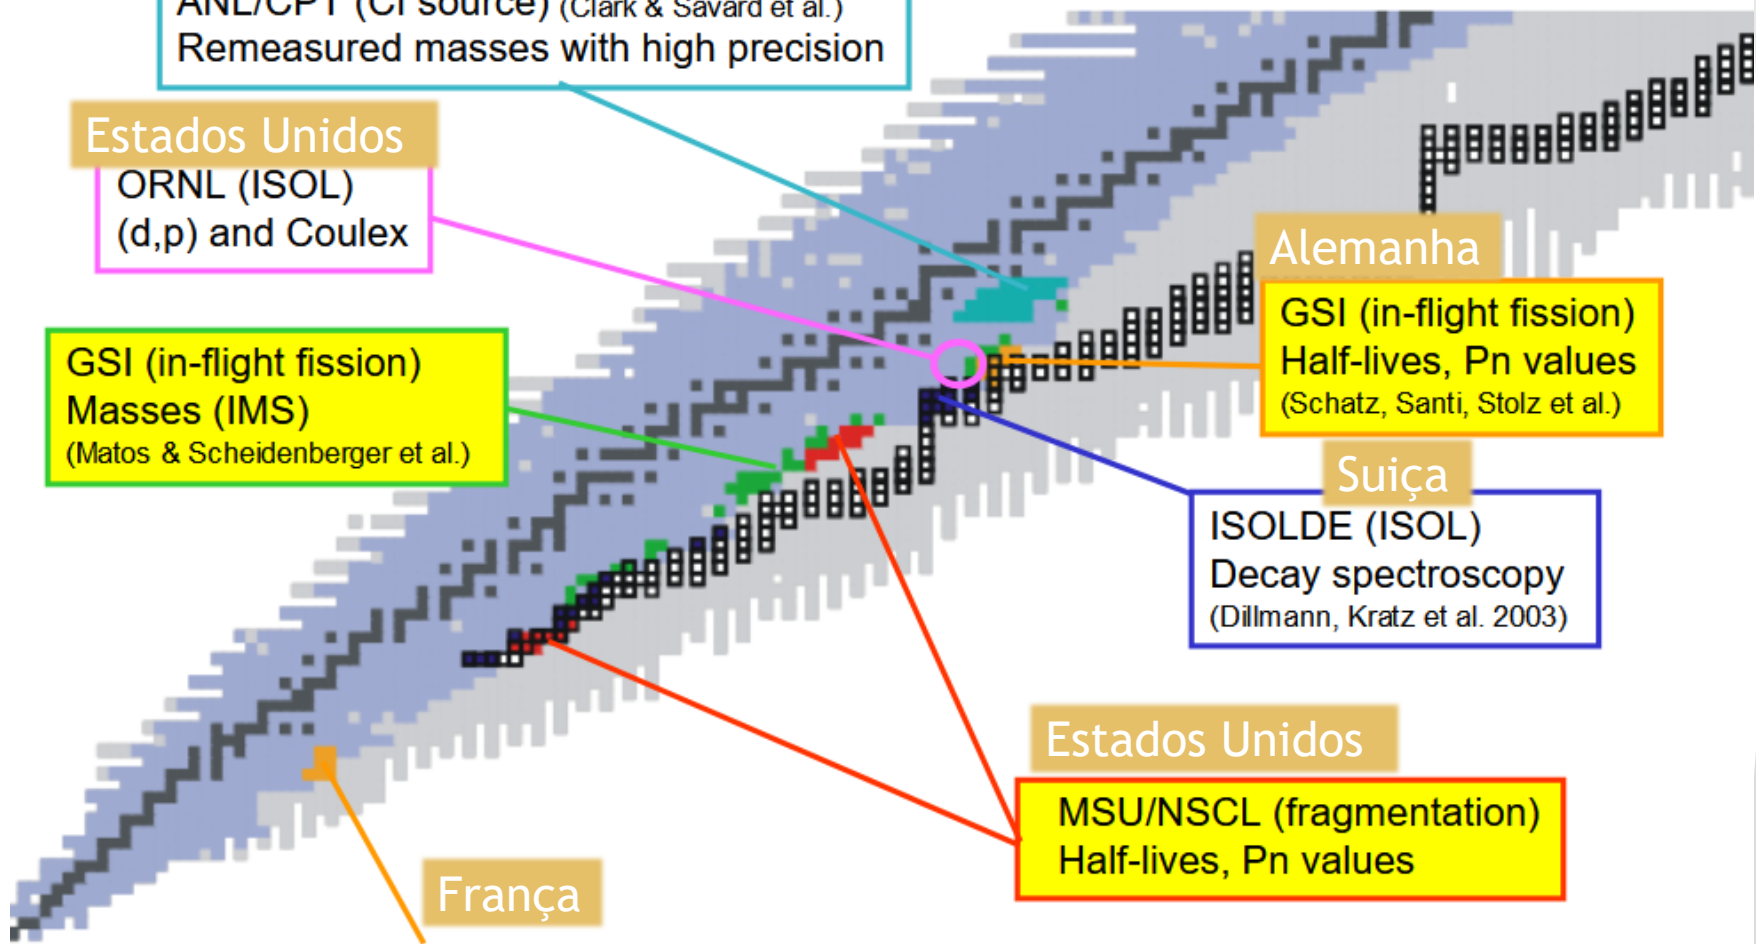 ANL/CPT (Cf source) (Clark & Savard et al.)
Remeasured masses with high precision
Estados Unidos
ORNL (ISOL)
(d,p) and Coulex
Alemanha
GSI (in-flight fission)
Half-lives, Pn values
(Schatz, Santi, Stolz et al.)
GSI (in-flight fission)
Masses (IMS)
(Matos & Scheidenberger et al.)
Suiça
ISOLDE (ISOL)
Decay spectroscopy
(Dillmann, Kratz et al. 2003)
Estados Unidos
MSU/NSCL (fragmentation)
Half-lives, Pn values
França